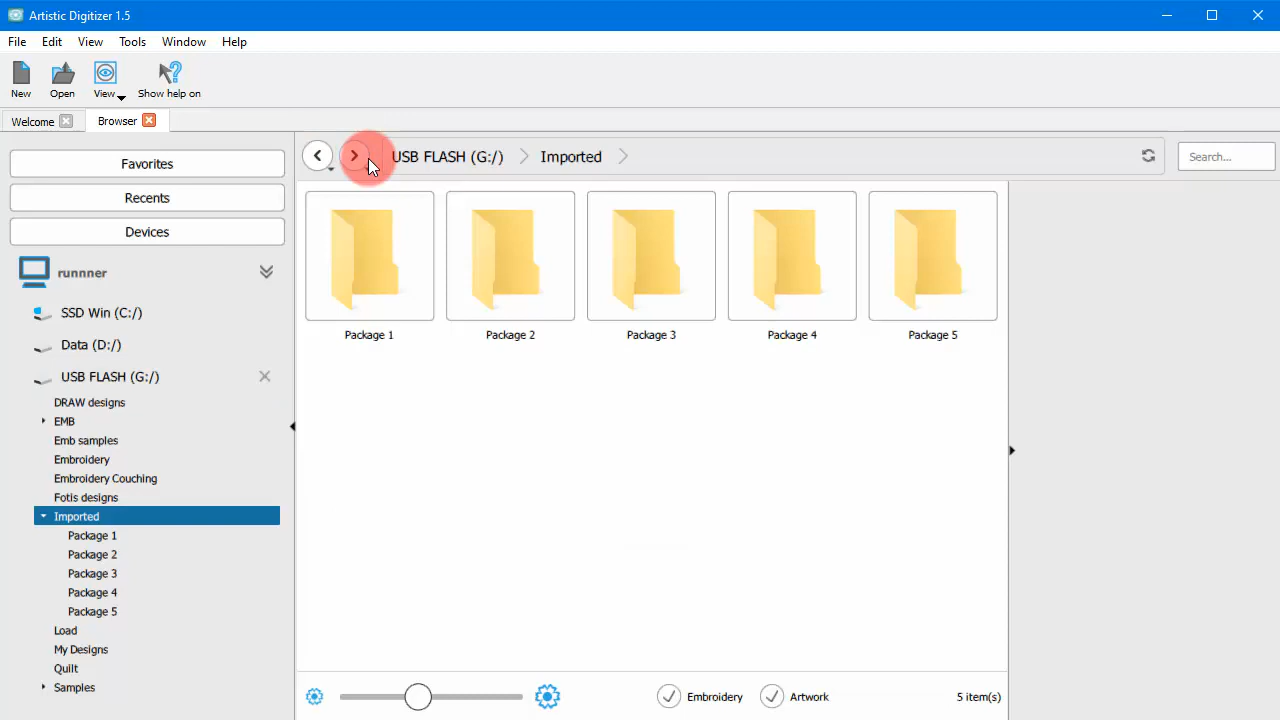 Artistic Digitizer 1.5
File Edit View Tools Window Help
New Open View Show help on
Welcome Browser
Favorites
Recents
Devices
runnner
SSD Win (C:/)
Data (D:/)
USB FLASH (G:/)
DRAW designs
EMB
Emb samples
Embroidery
Embroidery Couching
Fotis designs
Imported
Package 1
Package 2
Package 3
Package 4
Package 5
Load
My Designs
Quilt
Samples
USB FLASH (G:/) Imported
Search...
Package 1 Package 2 Package 3 Package 4 Package 5
Embroidery Artwork 5 item(s)